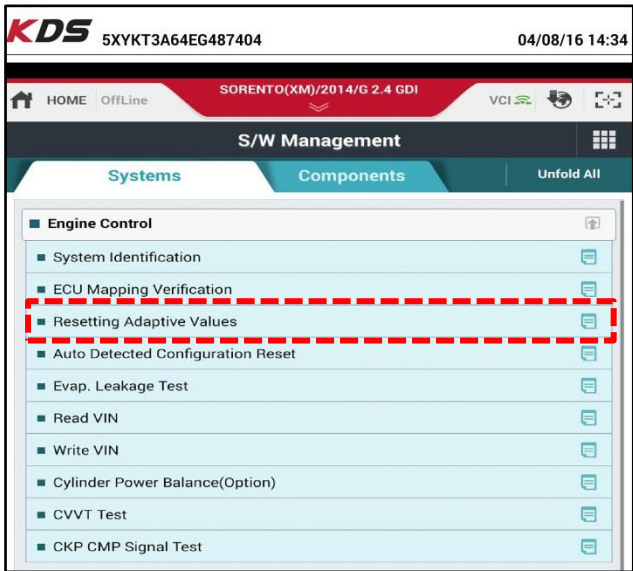 KDS 5XYKT3A64EG487404 04/08/16 14:34
HOME OffLine SORENTO(XM)/2014/G 2.4 GDI VCI
S/W Management
Systems Components Unfold All
Engine Control
System Identification
ECU Mapping Verification
Resetting Adaptive Values
Auto Detected Configuration Reset
Evap. Leakage Test
Read VIN
Write VIN
Cylinder Power Balance(Option)
CVVT Test
CKP CMP Signal Test